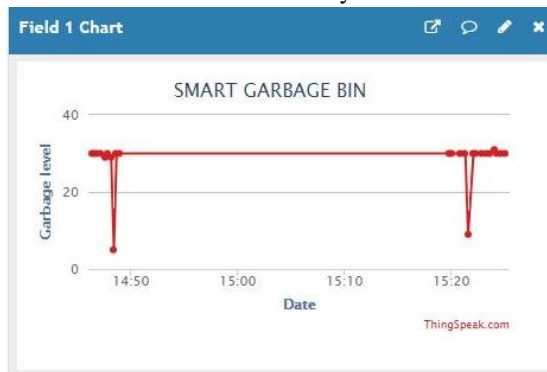 Field 1 Chart
SMART GARBAGE BIN
40
20
0
Garbage level
14:50 15:00 15:10 15:20
Date
ThingSpeak.com